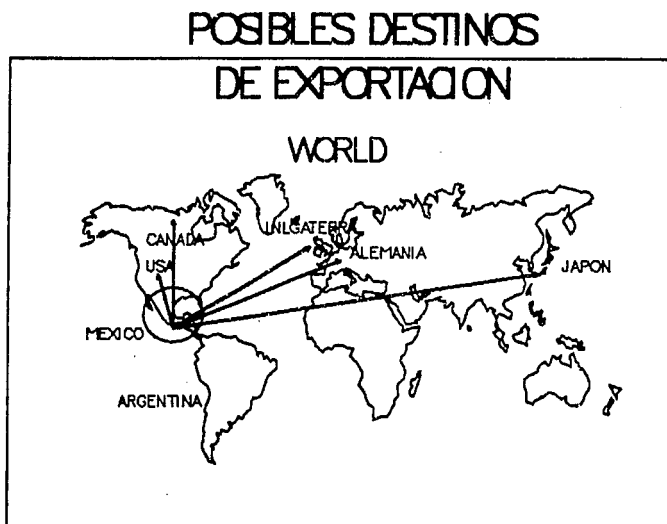 POSIBLES DESTINOS
DE EXPORTACION
WORLD
CANADA
INLGATERRA
USA
ALEMANIA
JAPON
MEXICO
ARGENTINA